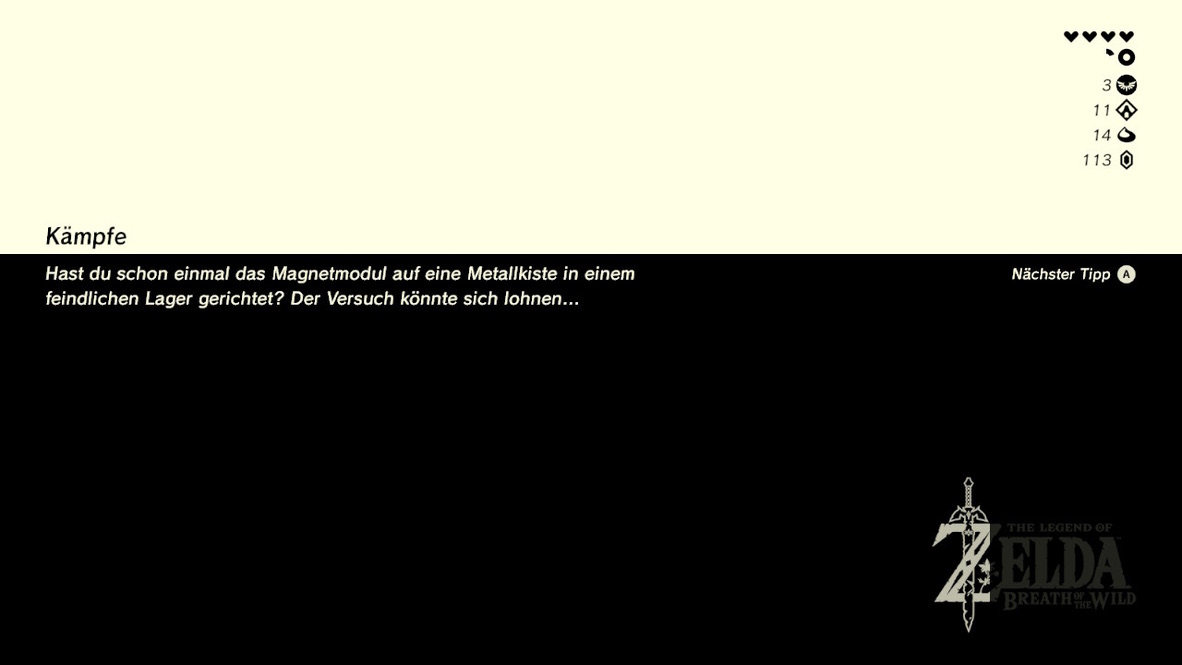 3
11
14
113
Kämpfe
Hast du schon einmal das Magnetmodul auf eine Metallkiste in einem
feindlichen Lager gerichtet? Der Versuch könnte sich lohnen...
Nächster Tipp A
THE LEGEND OF
ZELDA
BREATH OF THE WILD